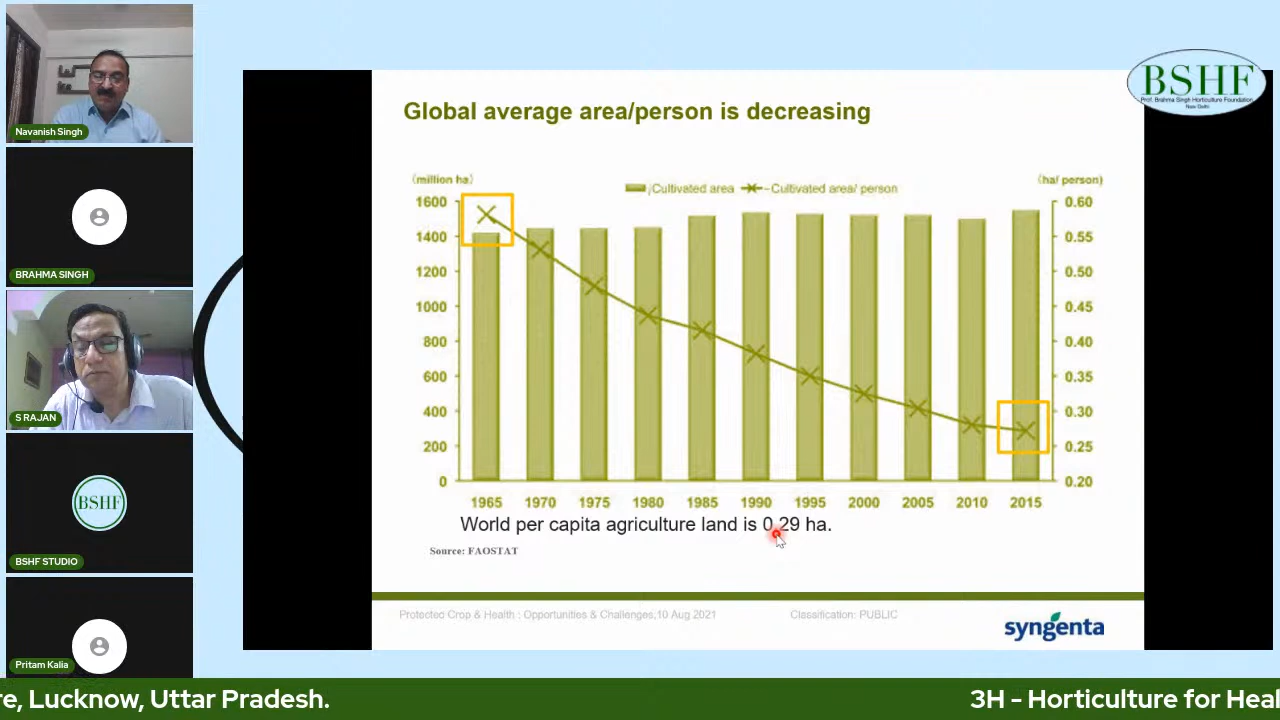 Navanish Singh
BRAHMA SINGH
S RAJAN
BSHF
BSHF STUDIO
Pritam Kalia
BSHF
Prof. Brahma Singh Horticulture Foundation
New Delhi
Global average area/person is decreasing
(million ha)
Cultivated area
Cultivated area/ person
(ha/ person)
1600
1400
1200
1000
800
600
400
200
0
0.60
0.55
0.50
0.45
0.40
0.35
0.30
0.25
0.20
1965 1970 1975 1980 1985 1990 1995 2000 2005 2010 2015
World per capita agriculture land is 0.29 ha.
Source: FAOSTAT
Protected Crop & Health : Opportunities & Challenges,10 Aug 2021 Classification: PUBLIC
syngenta
re, Lucknow, Uttar Pradesh. 3H - Horticulture for Heal